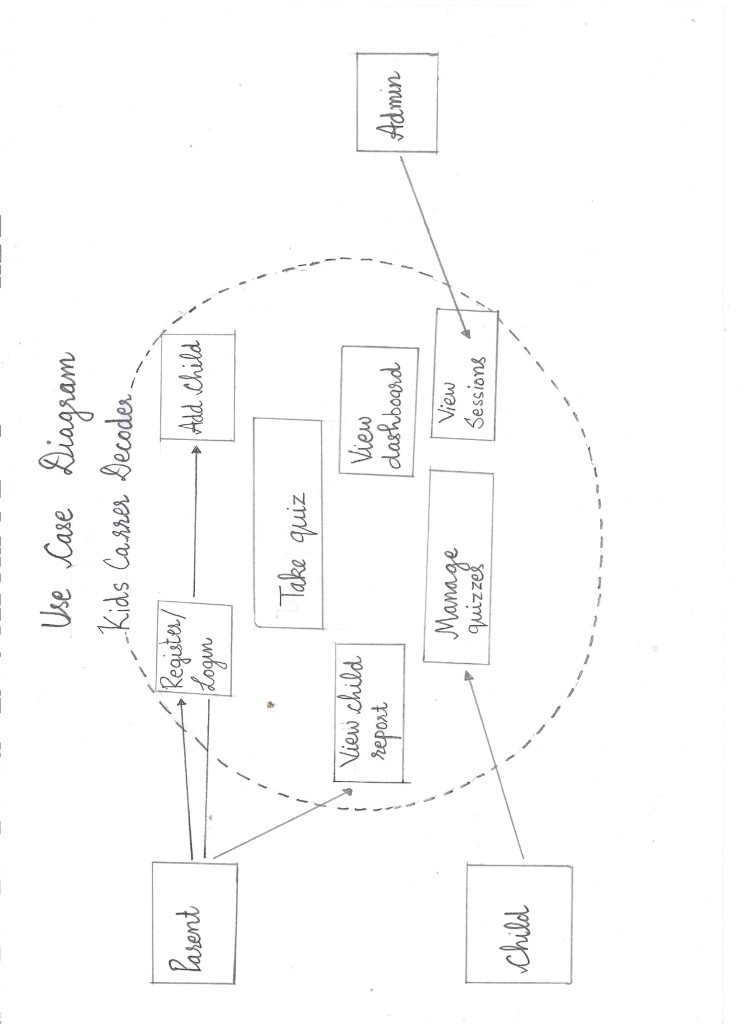 Use Case Diagram
Kids Carrer Decoder
Register/
Login
Add Child
Take quiz
View child
report
View
dashboard
Manage
quizzes
View
Sessions
Parent
Child
Admin